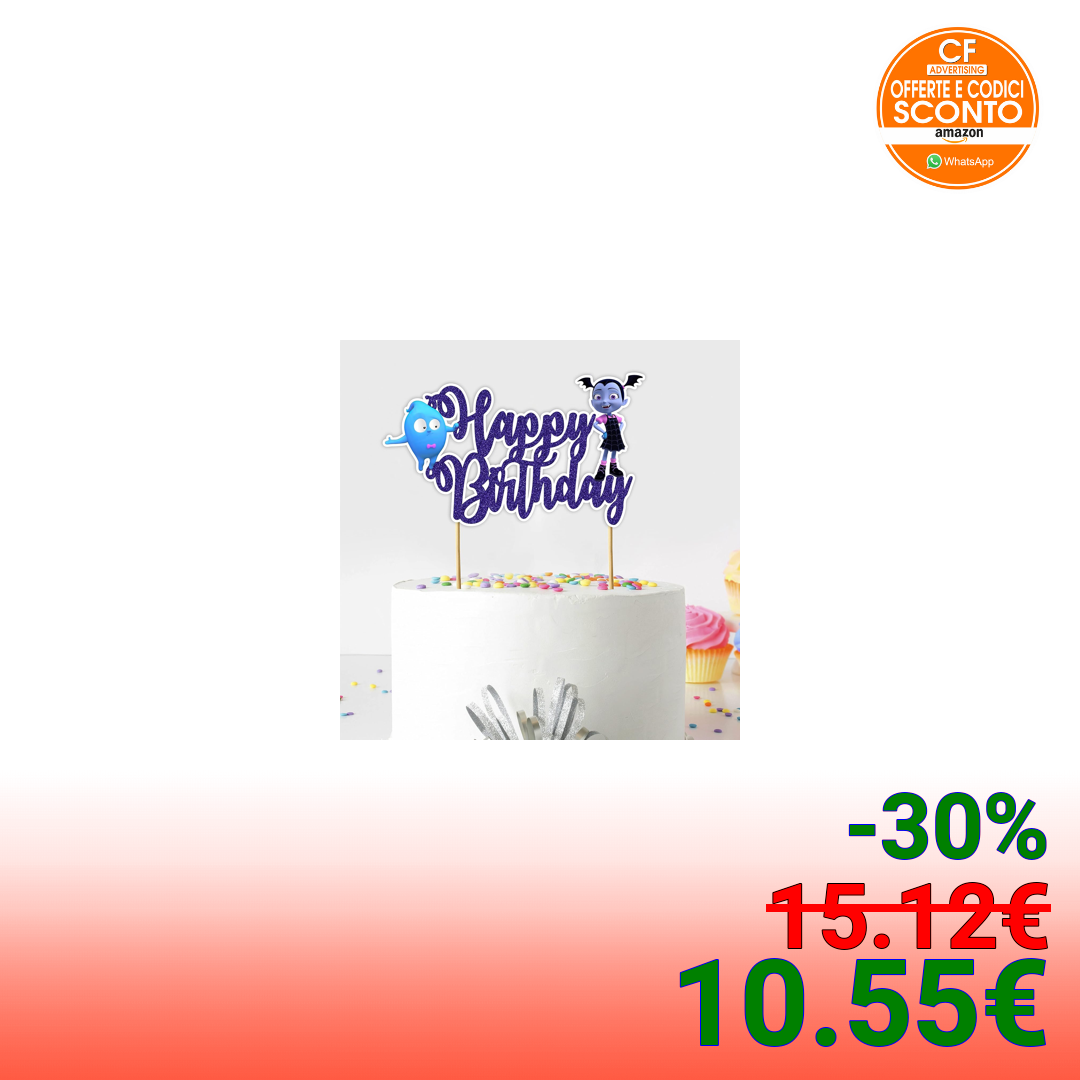 CF
ADVERTISING
OFFERTE E CODICI
SCONTO
amazon
WhatsApp
Happy
Birthday
-30%
15.12€
10.55€